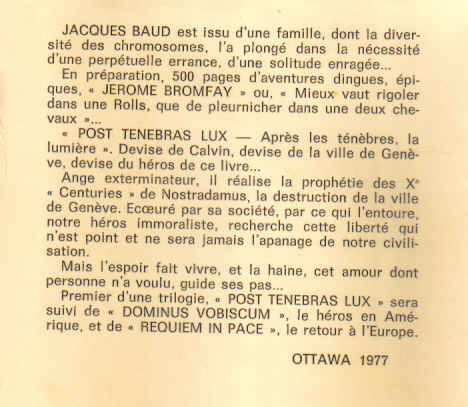 JACQUES BAUD est issu d'une famille, dont la diver-
sité des chromosomes, l'a plongé dans la nécessité
d'une perpétuelle errance, d'une solitude enragée...
En préparation, 500 pages d'aventures dingues, épi-
ques, « JEROME BROMFAY » ou, « Mieux vaut rigoler
dans une Rolls, que de pleurnicher dans une deux che-
vaux »...
« POST TENEBRAS LUX — Après les ténèbres, la
lumière ». Devise de Calvin, devise de la ville de Genè-
ve, devise du héros de ce livre...
Ange exterminateur, il réalise la prophétie des Xe
« Centuries » de Nostradamus, la destruction de la ville
de Genève. Ecœuré par sa société, par ce qui l'entoure,
notre héros immoraliste, recherche cette liberté qui
n'est point et ne sera jamais l'apanage de notre civili-
sation.
Mais l'espoir fait vivre, et la haine, cet amour dont
personne n'a voulu, guide ses pas...
Premier d'une trilogie, « POST TENEBRAS LUX » sera
suivi de « DOMINUS VOBISCUM », le héros en Amé-
rique, et de « REQUIEM IN PACE », le retour à l'Europe.
OTTAWA 1977